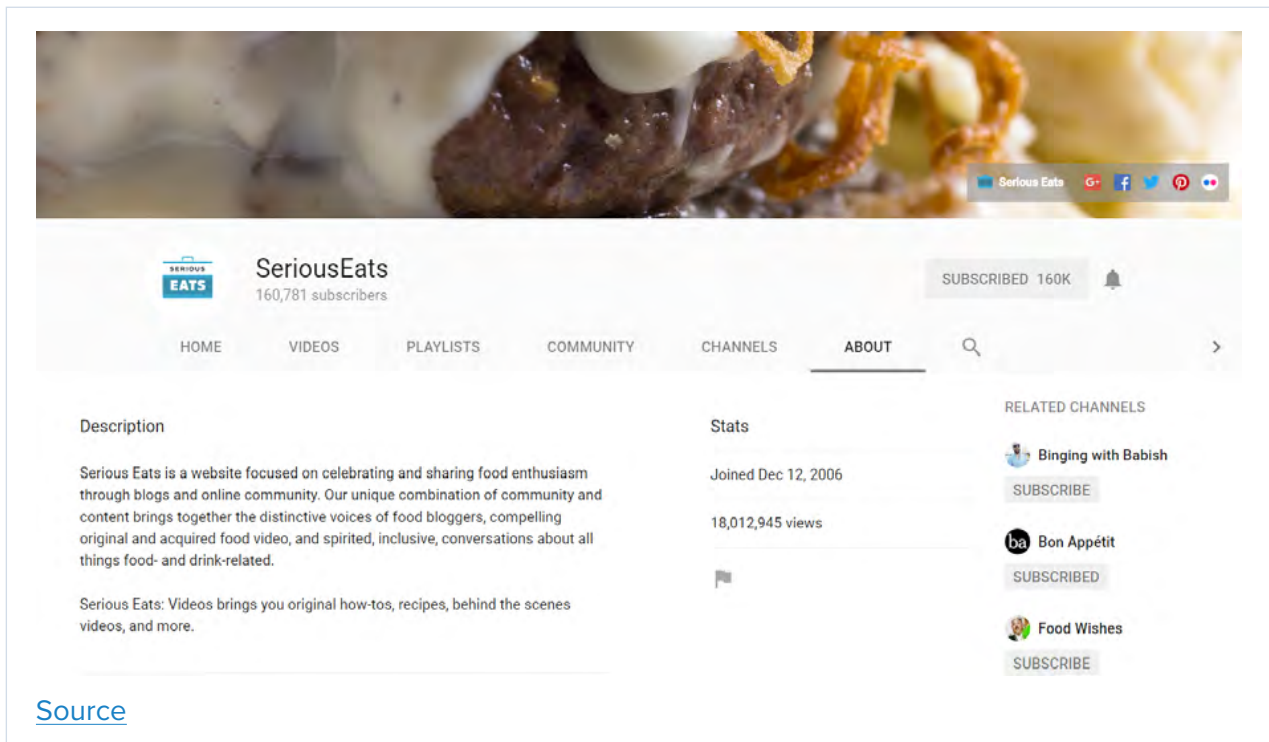 Serious Eats
SERIOUS
EATS
SeriousEats
160,781 subscribers
SUBSCRIBED 160K
HOME VIDEOS PLAYLISTS COMMUNITY CHANNELS ABOUT
Description
Serious Eats is a website focused on celebrating and sharing food enthusiasm
through blogs and online community. Our unique combination of community and
content brings together the distinctive voices of food bloggers, compelling
original and acquired food video, and spirited, inclusive, conversations about all
things food- and drink-related.
Serious Eats: Videos brings you original how-tos, recipes, behind the scenes
videos, and more.
Stats
Joined Dec 12, 2006
18,012,945 views
RELATED CHANNELS
Binging with Babish
SUBSCRIBE
ba Bon Appétit
SUBSCRIBED
Food Wishes
SUBSCRIBE
Source